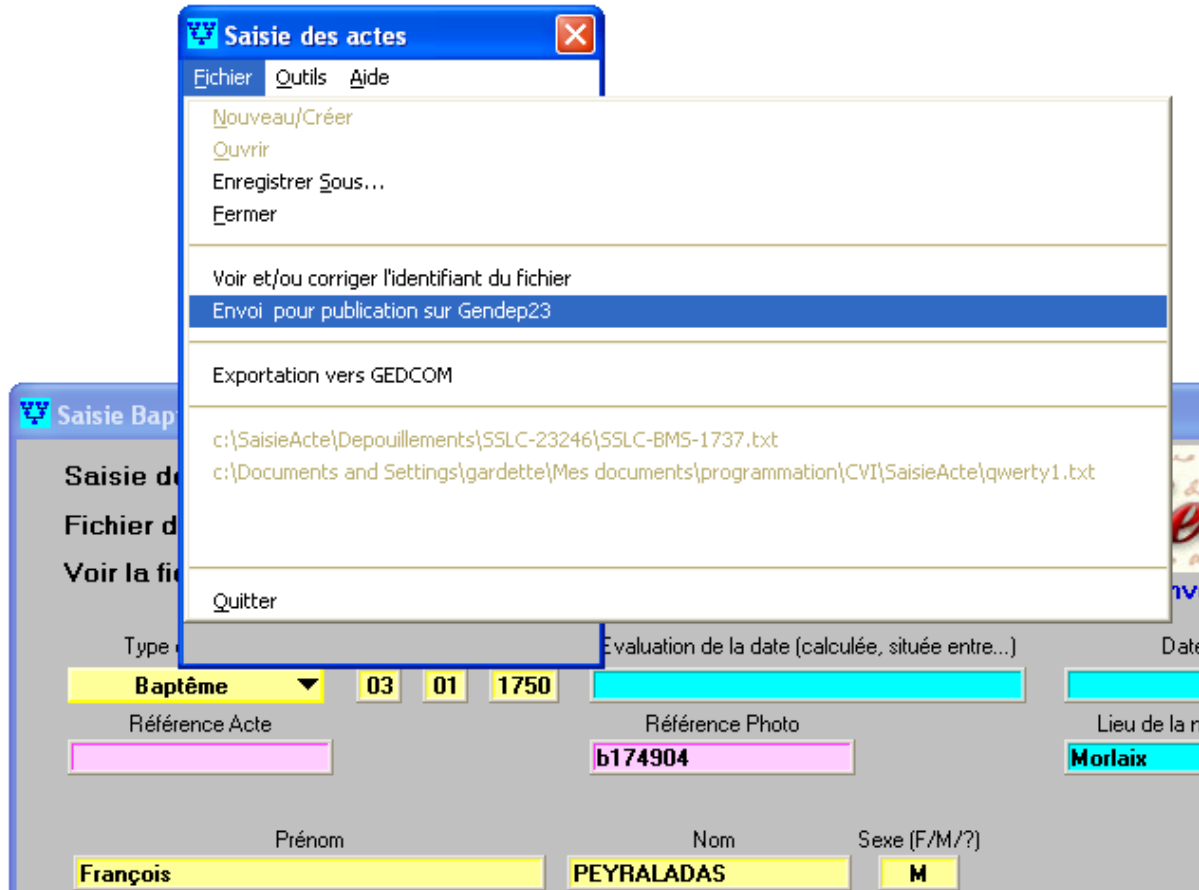 Saisie des actes
Fichier Outils Aide
Nouveau/Créer
Ouvrir
Enregistrer Sous...
Fermer
Voir et/ou corriger l'identifiant du fichier
Envoi pour publication sur Gendep23
Exportation vers GEDCOM
c:\SaisieActe\Depouillements\SSLC-23246\SSLC-BMS-1737.txt
c:\Documents and Settings\gardette\Mes documents\programmation\CVI\SaisieActe\qwerty1.txt
Quitter
Saisie Bap
Saisie de
Fichier d
Voir la fi
Type Evaluation de la date (calculée, située entre...) Date
Baptême 03 01 1750
Référence Acte Référence Photo Lieu de la n
b174904 Morlaix
Prénom Nom Sexe (F/M/?)
François PEYRALADAS M